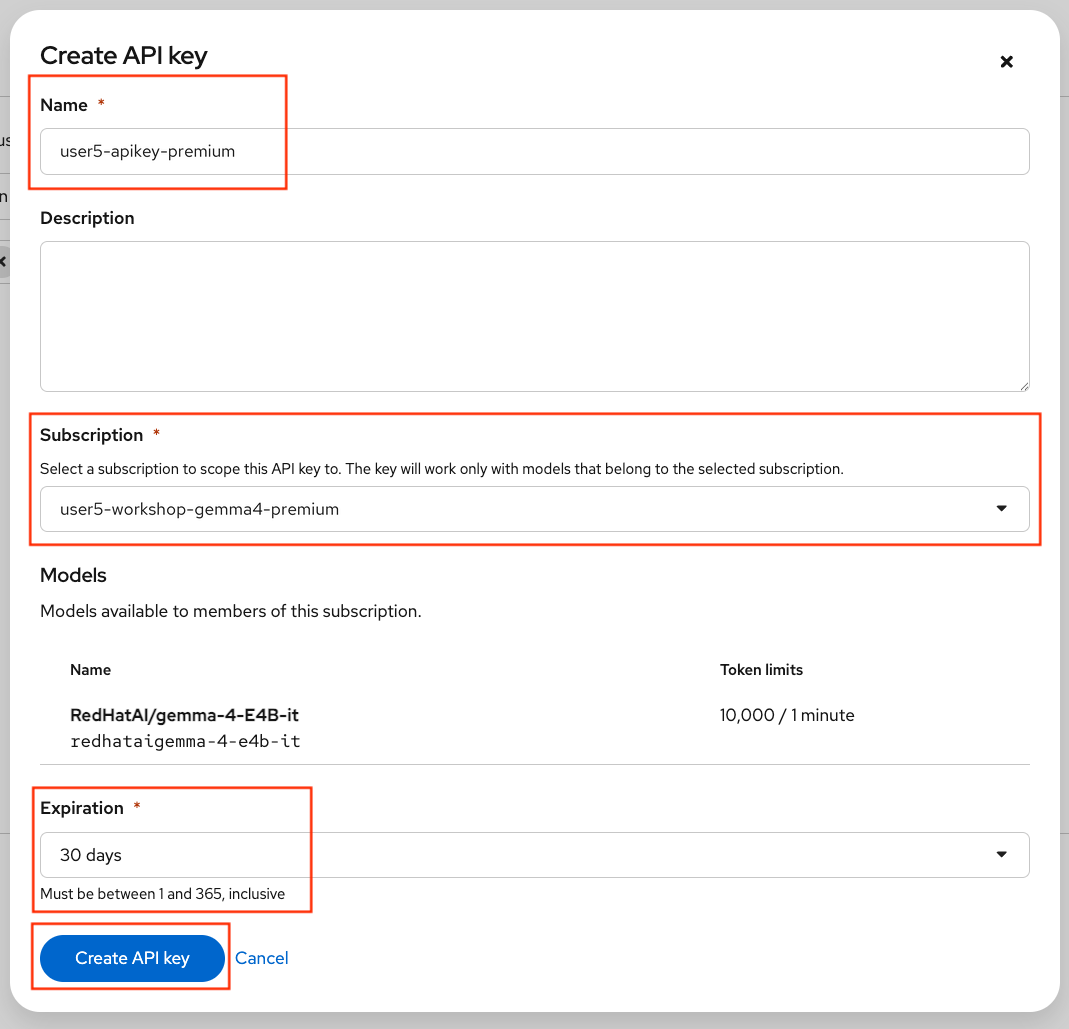 Create API key
Name *
user5-apikey-premium
Description
Subscription *
Select a subscription to scope this API key to. The key will work only with models that belong to the selected subscription.
user5-workshop-gemma4-premium
Models
Models available to members of this subscription.
Name Token limits
RedHatAI/gemma-4-E4B-it 10,000 / 1 minute
redhataigemma-4-e4b-it
Expiration *
30 days
Must be between 1 and 365, inclusive
Create API key Cancel